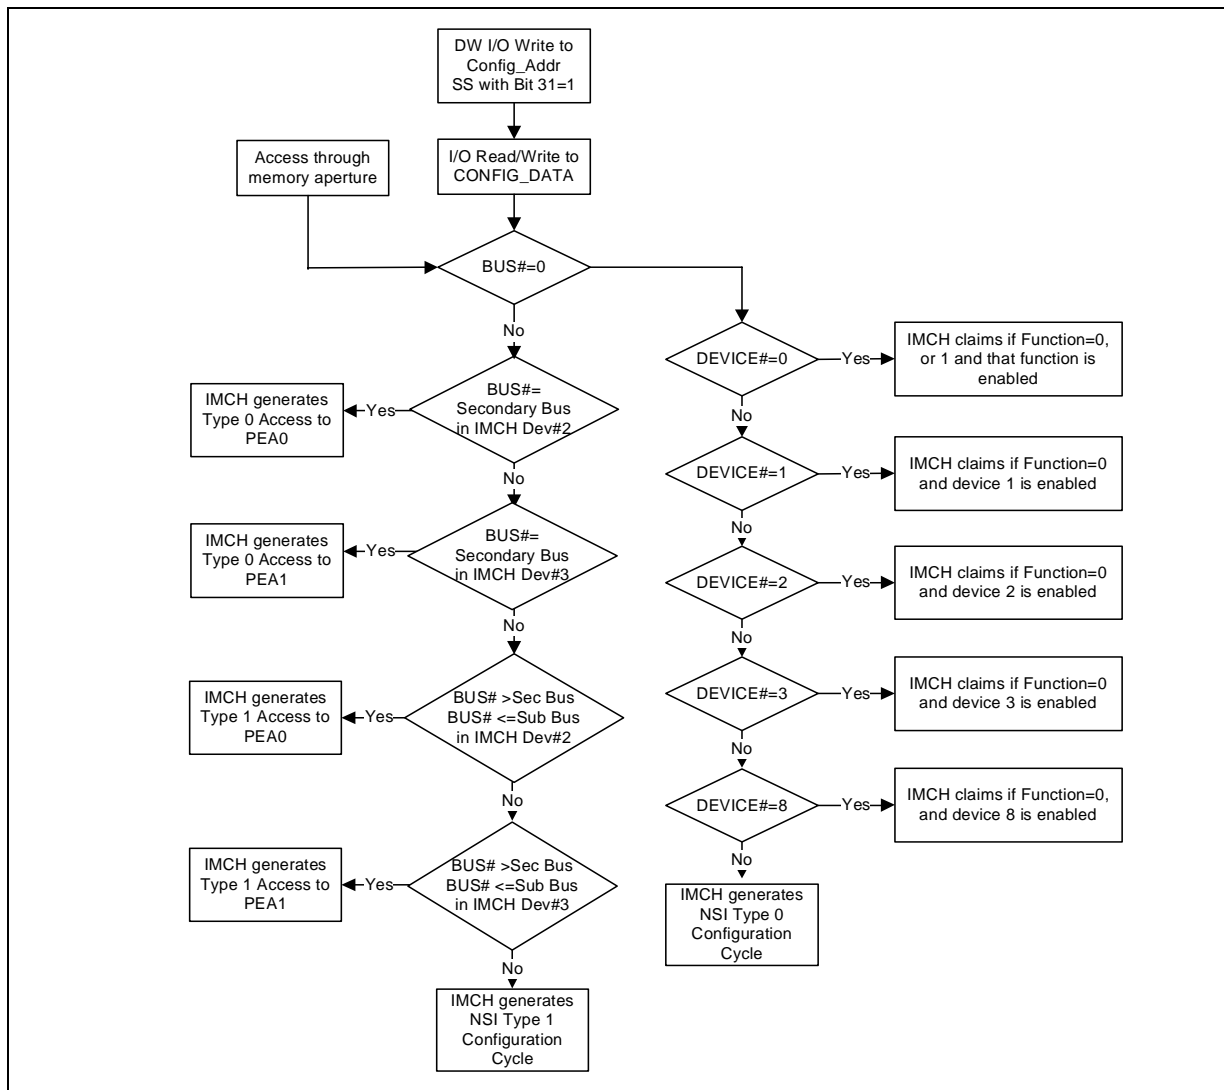 DW I/O Write to
Config_Addr
SS with Bit 31=1
Access through
memory aperture
I/O Read/Write to
CONFIG_DATA
BUS#=0
No
DEVICE#=0
Yes
IMCH claims if Function=0,
or 1 and that function is
enabled
IMCH generates
Type 0 Access to
PEA0
Yes
BUS#=
Secondary Bus
in IMCH Dev#2
No
No
DEVICE#=1
Yes
IMCH claims if Function=0
and device 1 is enabled
IMCH generates
Type 0 Access to
PEA1
Yes
BUS#=
Secondary Bus
in IMCH Dev#3
No
No
DEVICE#=2
Yes
IMCH claims if Function=0
and device 2 is enabled
No
DEVICE#=3
Yes
IMCH claims if Function=0
and device 3 is enabled
IMCH generates
Type 1 Access to
PEA0
Yes
BUS# >Sec Bus
BUS# <=Sub Bus
in IMCH Dev#2
No
No
DEVICE#=8
Yes
IMCH claims if Function=0,
and device 8 is enabled
IMCH generates
Type 1 Access to
PEA1
Yes
BUS# >Sec Bus
BUS# <=Sub Bus
in IMCH Dev#3
No
No
IMCH generates
NSI Type 0
Configuration
Cycle
IMCH generates
NSI Type 1
Configuration
Cycle